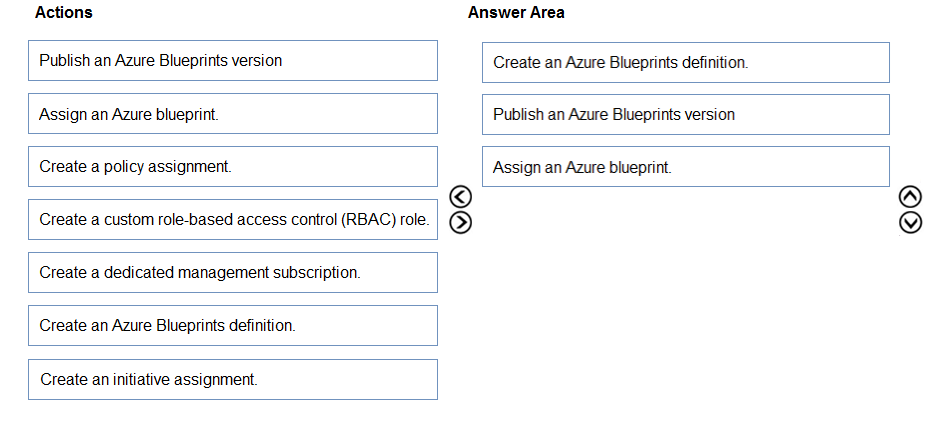 Actions
Answer Area
Publish an Azure Blueprints version
Assign an Azure blueprint.
Create a policy assignment.
Create a custom role-based access control (RBAC) role.
Create a dedicated management subscription.
Create an Azure Blueprints definition.
Create an initiative assignment.
Create an Azure Blueprints definition.
Publish an Azure Blueprints version
Assign an Azure blueprint.